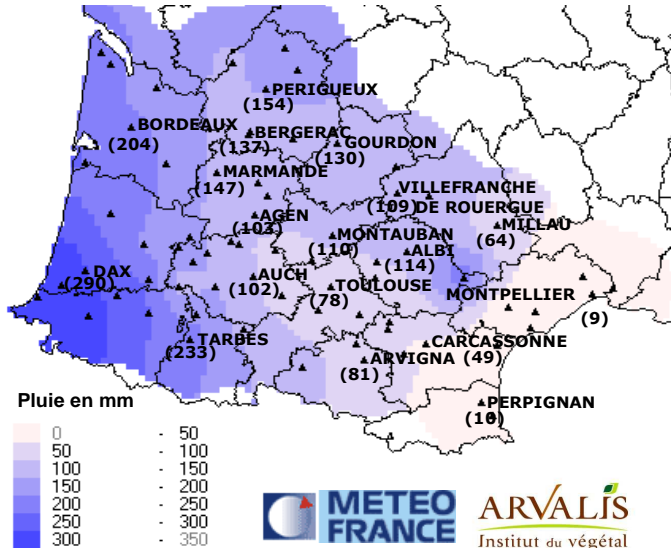 PERIGUEUX
(154)
BORDEAUX
(204)
BERGERAC
(137)
GOURDON
(130)
MARMANDE
(147)
VILLEFRANCHE
(109)
DE ROUERGUE
AGEN
(103)
MILLAU
(64)
MONTAUBAN
(110)
ALBI
(114)
DAX
(290)
AUCH
(102)
TOULOUSE
(78)
MONTPELLIER
(9)
TARBES
(233)
CARCASSONNE
(49)
ARVIGNA
(81)
PERPIGNAN
(10)
Pluie en mm
0 - 50
50 - 100
100 - 150
150 - 200
200 - 250
250 - 300
300 - 350
METEO
FRANCE
ARVALIS
Institut du végétal